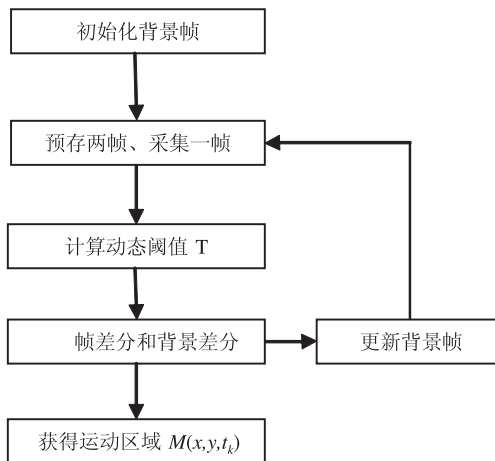 初始化背景帧
预存两帧、采集一帧
计算动态阈值 T
帧差分和背景差分
更新背景帧
获得运动区域 M(x,y,tₖ)